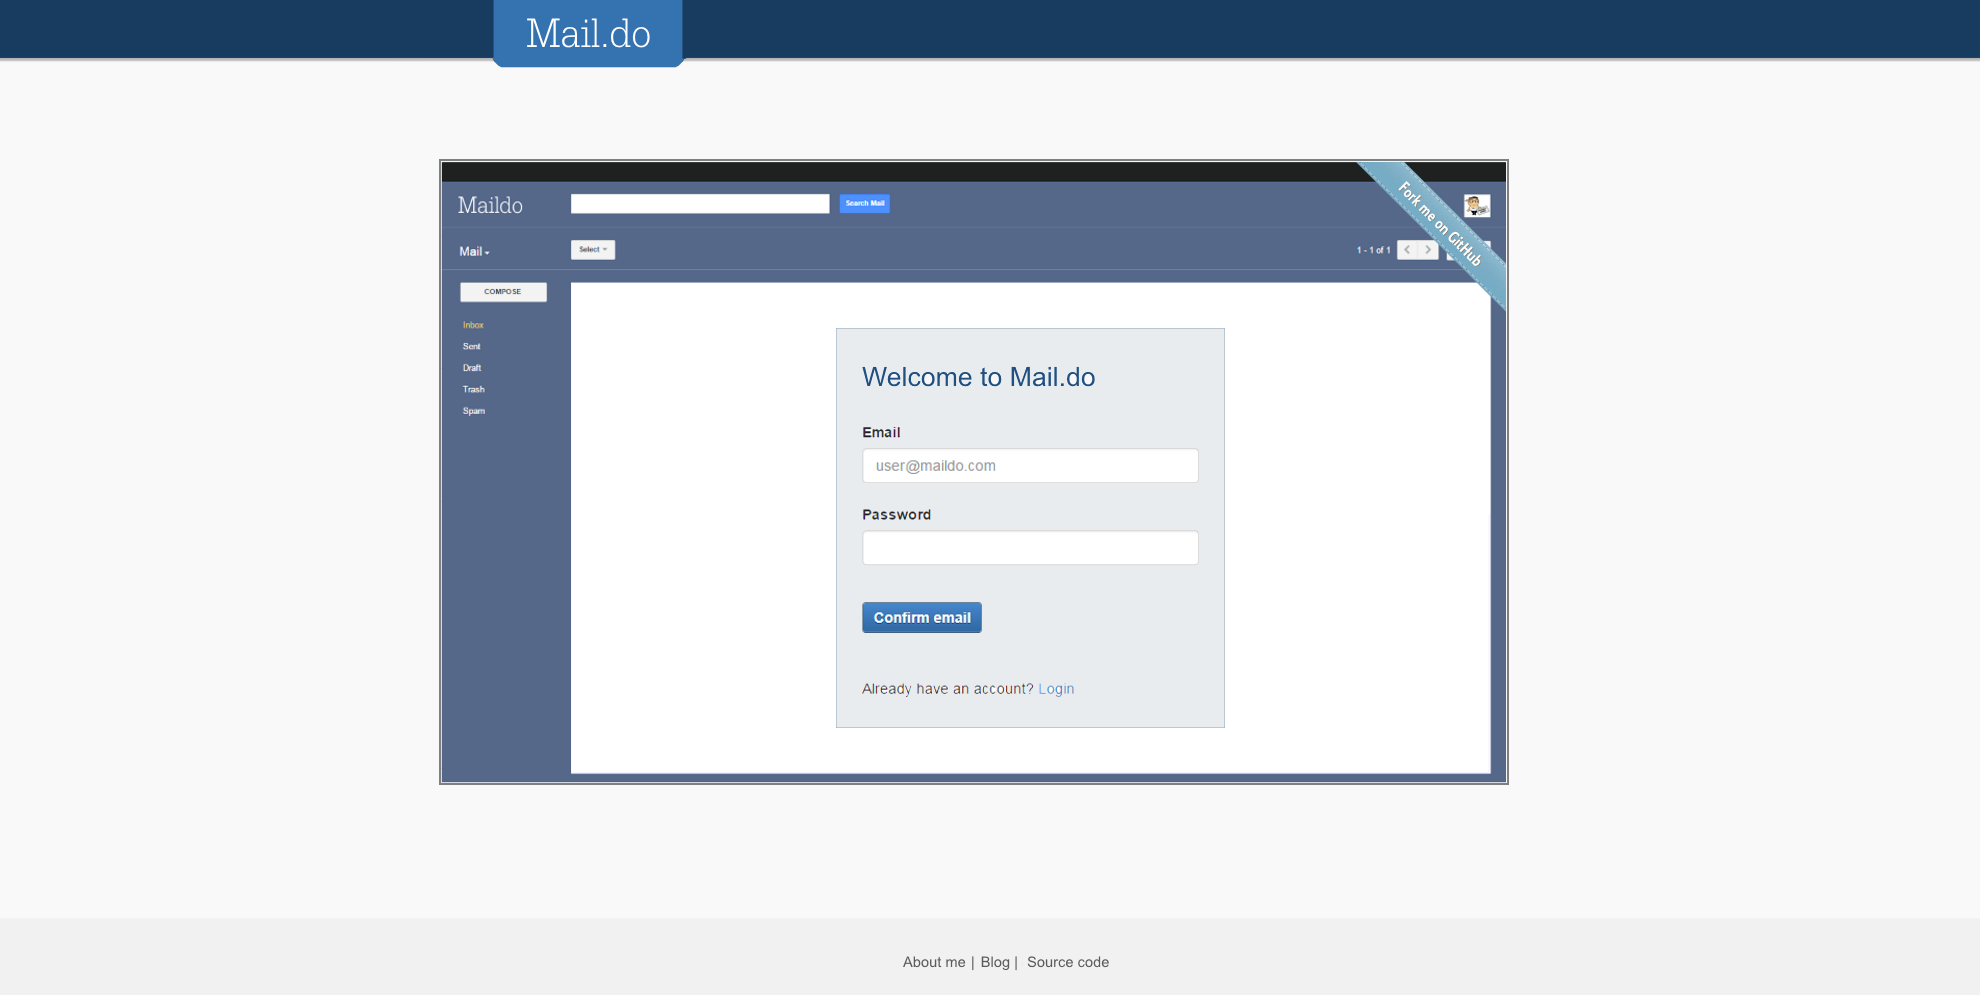 Mail.do
Maildo
Search Mail
Fork me on GitHub
Mail
Select
1 - 1 of 1
COMPOSE
Inbox
Sent
Draft
Trash
Spam
Welcome to Mail.do
Email
user@maildo.com
Password
Confirm email
Already have an account? Login
About me | Blog | Source code